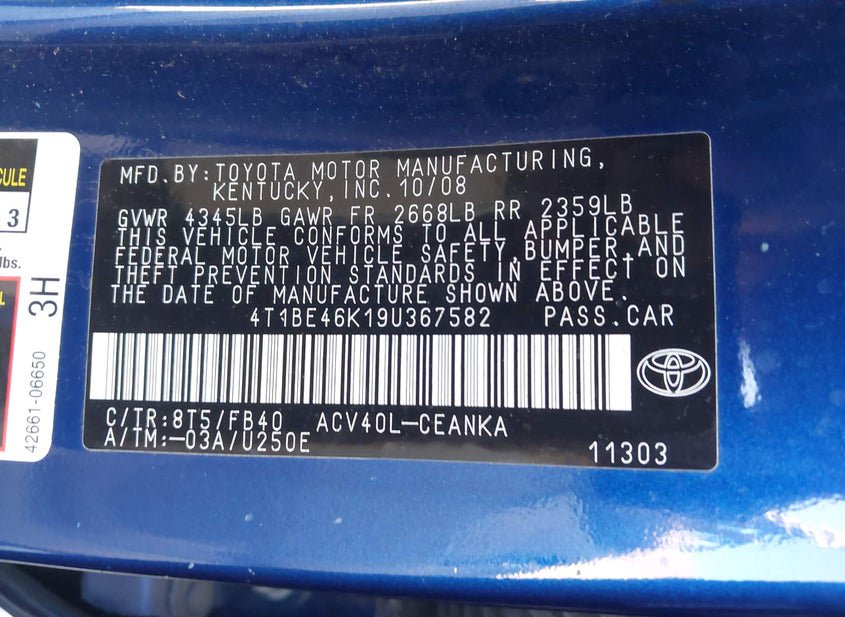 MFD.BY:TOYOTA MOTOR MANUFACTURING,
KENTUCKY, INC. 10/08
GVWR 4345LB GAWR FR 2668LB RR 2359LB
THIS VEHICLE CONFORMS TO ALL APPLICABLE
FEDERAL MOTOR VEHICLE SAFETY,BUMPER,AND
THEFT PREVENTION STANDARDS IN EFFECT ON
THE DATE OF MANUFACTURE SHOWN ABOVE.
4T1BE46K19U367582 PASS.CAR
C/TR:8T5/FB40 ACV40L-CEANKA
A/TM:-03A/U250E
11303
3
lbs.
3H
42661-06650